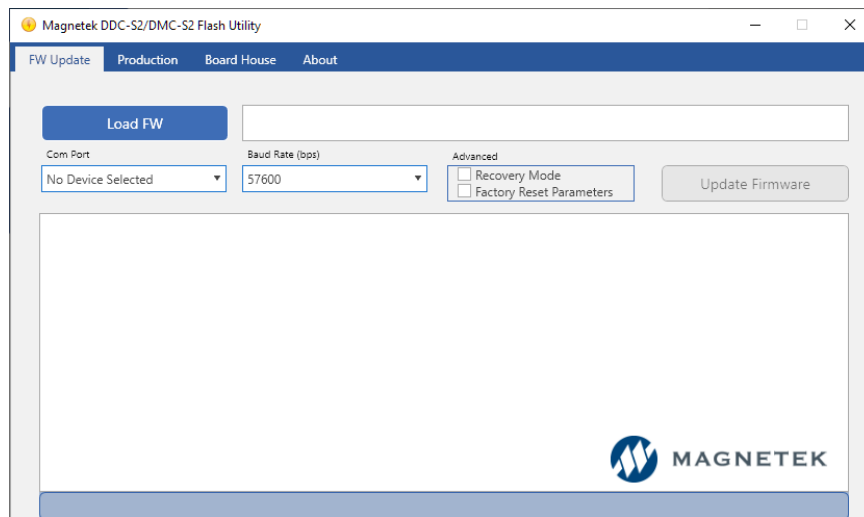 Magnetek DDC-S2/DMC-S2 Flash Utility
FW Update Production Board House About
Load FW
Com Port Baud Rate (bps) Advanced
No Device Selected 57600 Recovery Mode
Factory Reset Parameters
Update Firmware
MAGNETEK